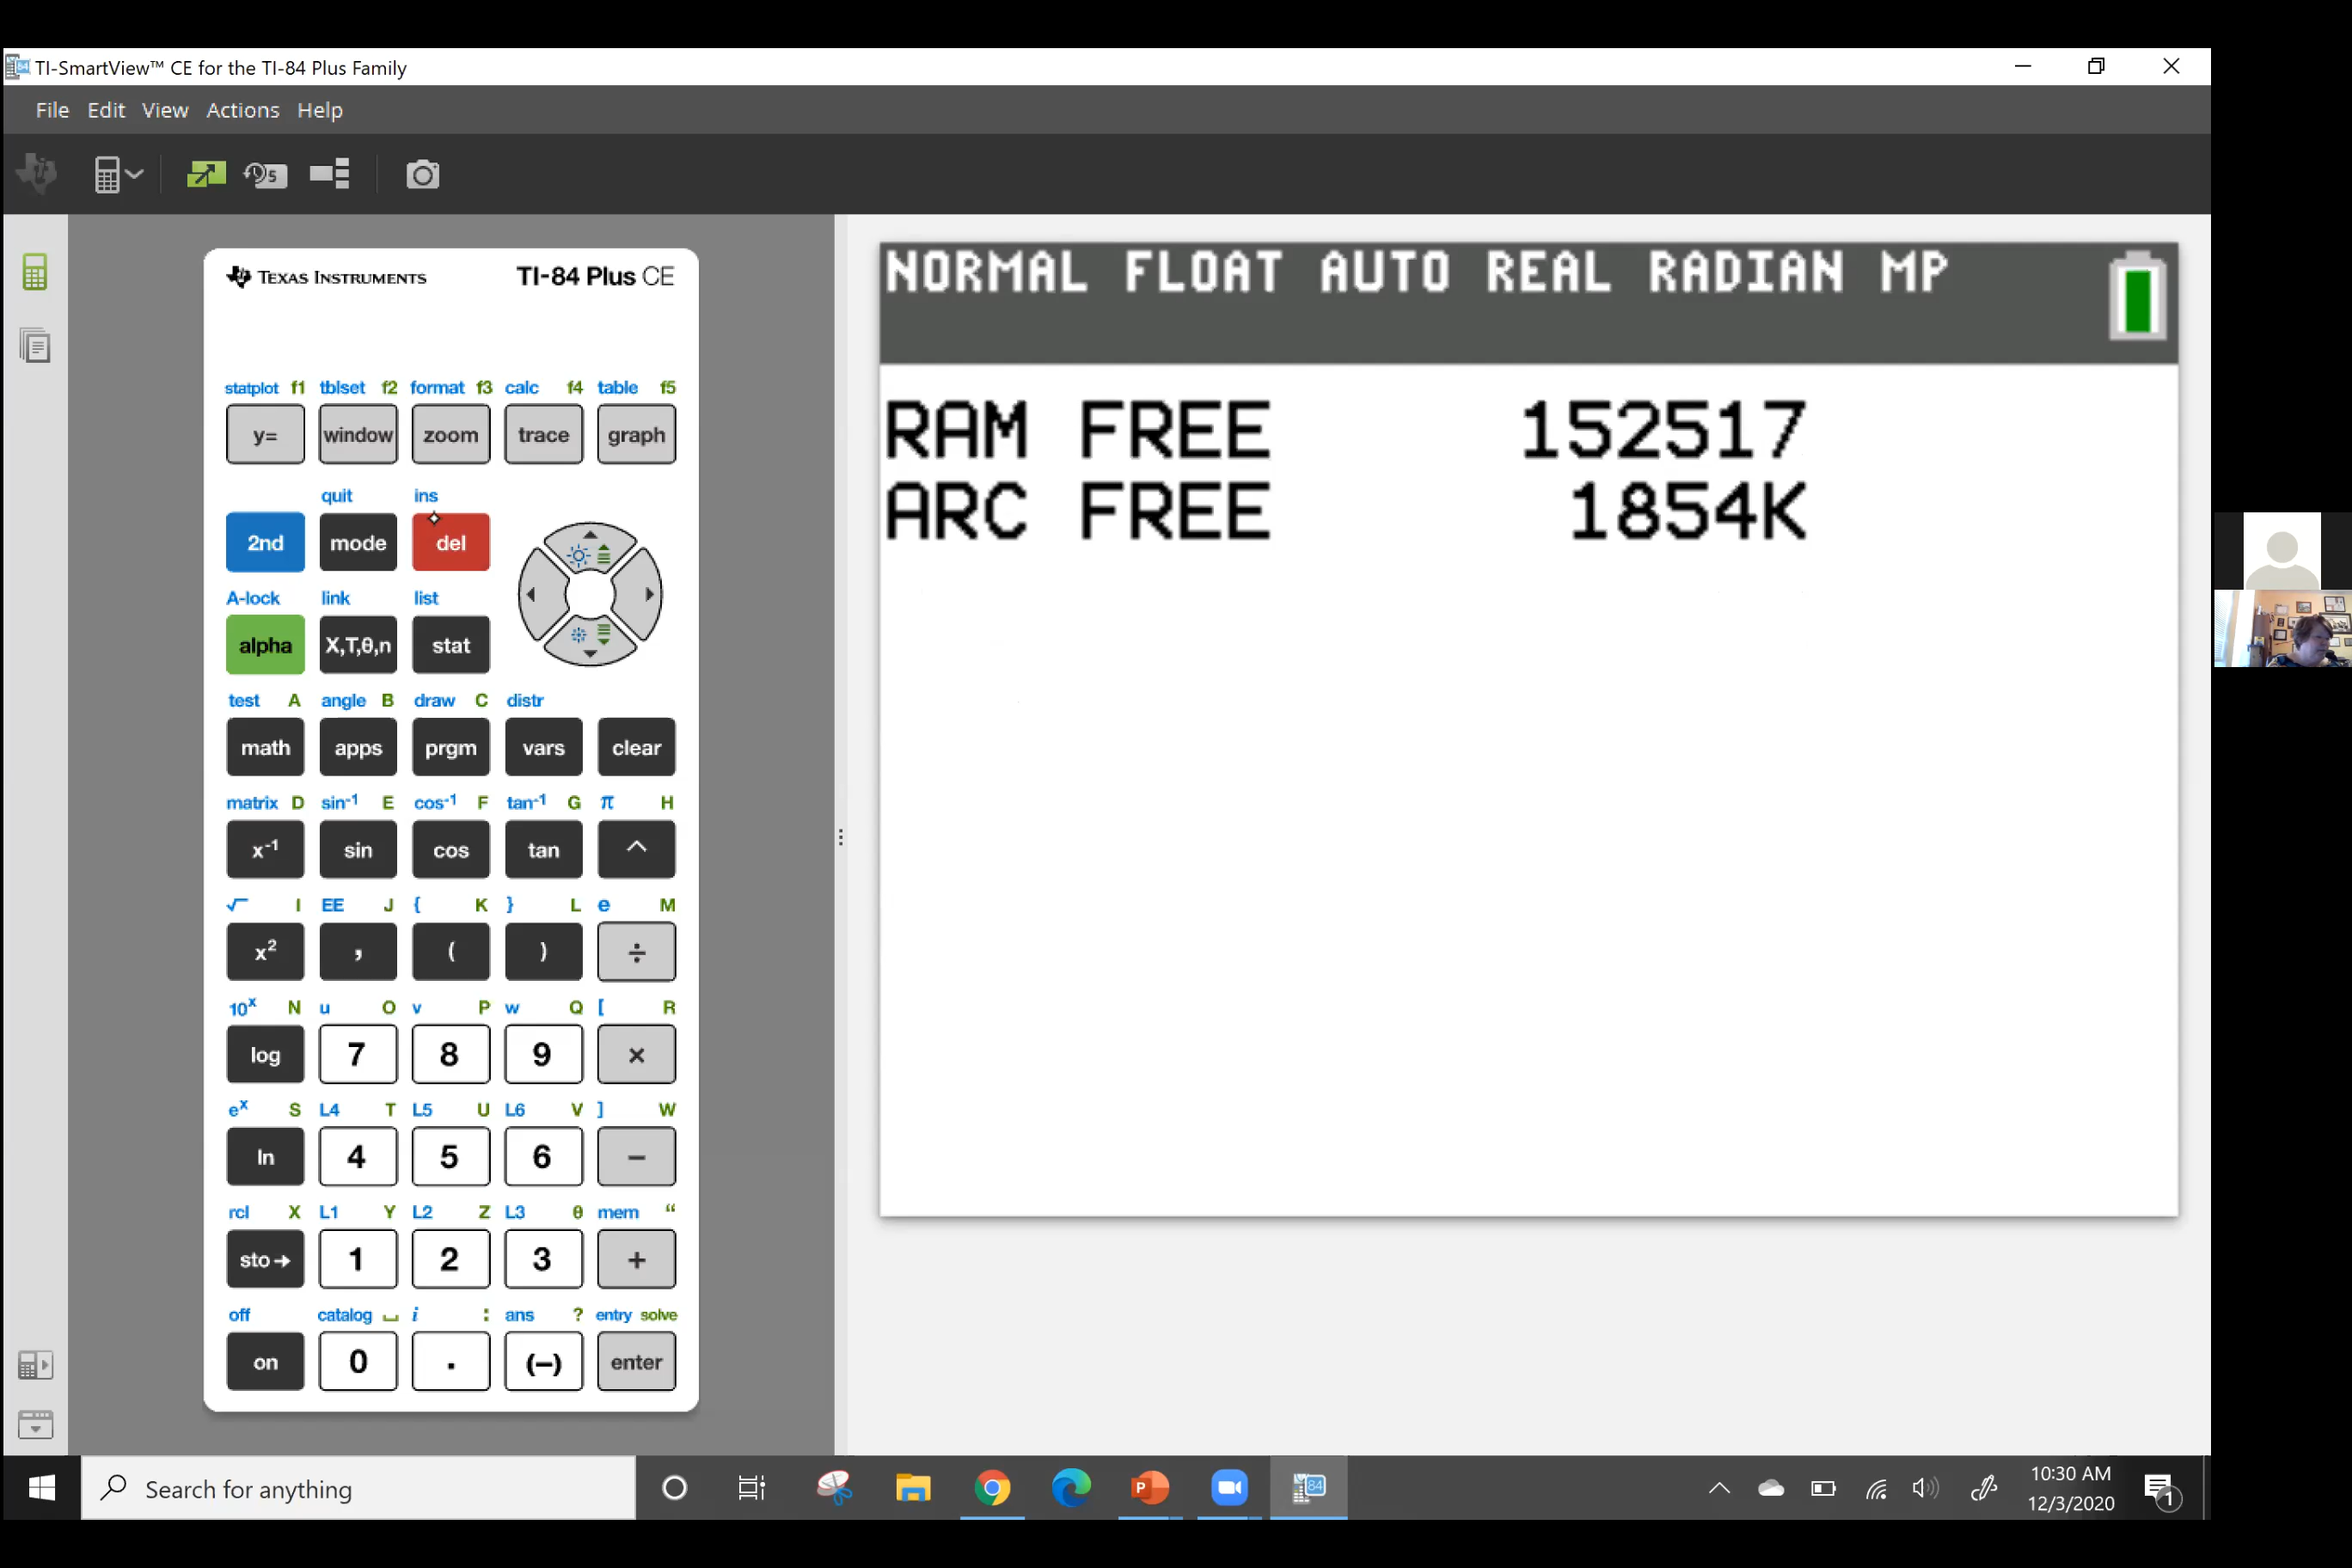 TI-SmartView™ CE for the TI-84 Plus Family
File Edit View Actions Help
5
TEXAS INSTRUMENTS TI-84 Plus CE
statplot f1 tblset f2 format f3 calc f4 table f5
y= window zoom trace graph
quit ins
2nd mode del
A-lock link list
alpha X,T,θ,n stat
test A angle B draw C distr
math apps prgm vars clear
matrix D sin⁻¹ E cos⁻¹ F tan⁻¹ G π H
x⁻¹ sin cos tan ^
√ I EE J { K } L e M
x² , ( ) ÷
10ˣ N u O v P w Q [ R
log 7 8 9 ×
eˣ S L4 T L5 U L6 V ] W
ln 4 5 6 −
rcl X L1 Y L2 Z L3 θ mem “
sto→ 1 2 3 +
off catalog ⎵ i : ans ? entry solve
on 0 . (−) enter
NORMAL FLOAT AUTO REAL RADIAN MP
RAM FREE 152517
ARC FREE 1854K
Search for anything
P
84
10:30 AM
12/3/2020
1